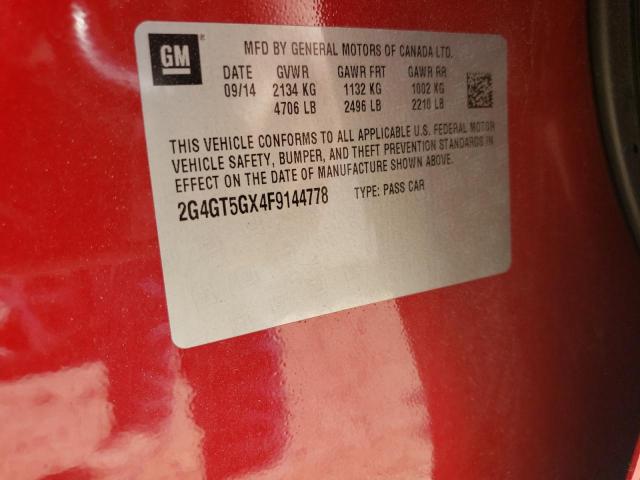 GM
MFD BY GENERAL MOTORS OF CANADA LTD.
DATE GVWR GAWR FRT GAWR RR
09/14 2134 KG 1132 KG 1002 KG
4706 LB 2496 LB 2210 LB
THIS VEHICLE CONFORMS TO ALL APPLICABLE U.S. FEDERAL MOTOR
VEHICLE SAFETY, BUMPER, AND THEFT PREVENTION STANDARDS IN
EFFECT ON THE DATE OF MANUFACTURE SHOWN ABOVE.
2G4GT5GX4F9144778 TYPE: PASS CAR